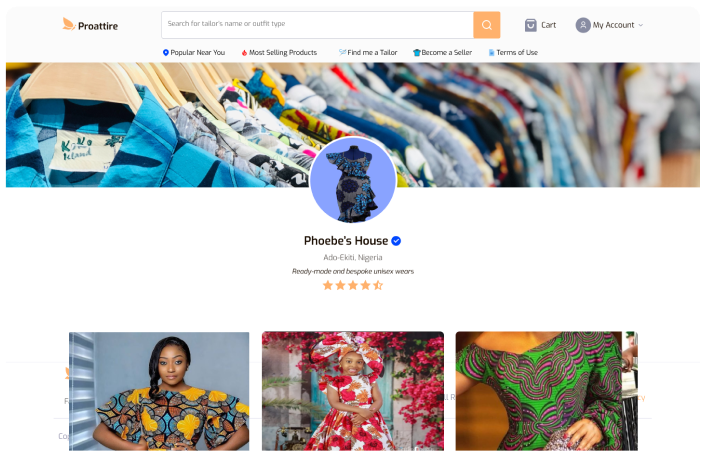 Proattire
Search for tailor's name or outfit type
Cart
My Account
Popular Near You
Most Selling Products
Find me a Tailor
Become a Seller
Terms of Use
Island
Phoebe's House
Ado-Ekiti, Nigeria
Ready-made and bespoke unisex wears